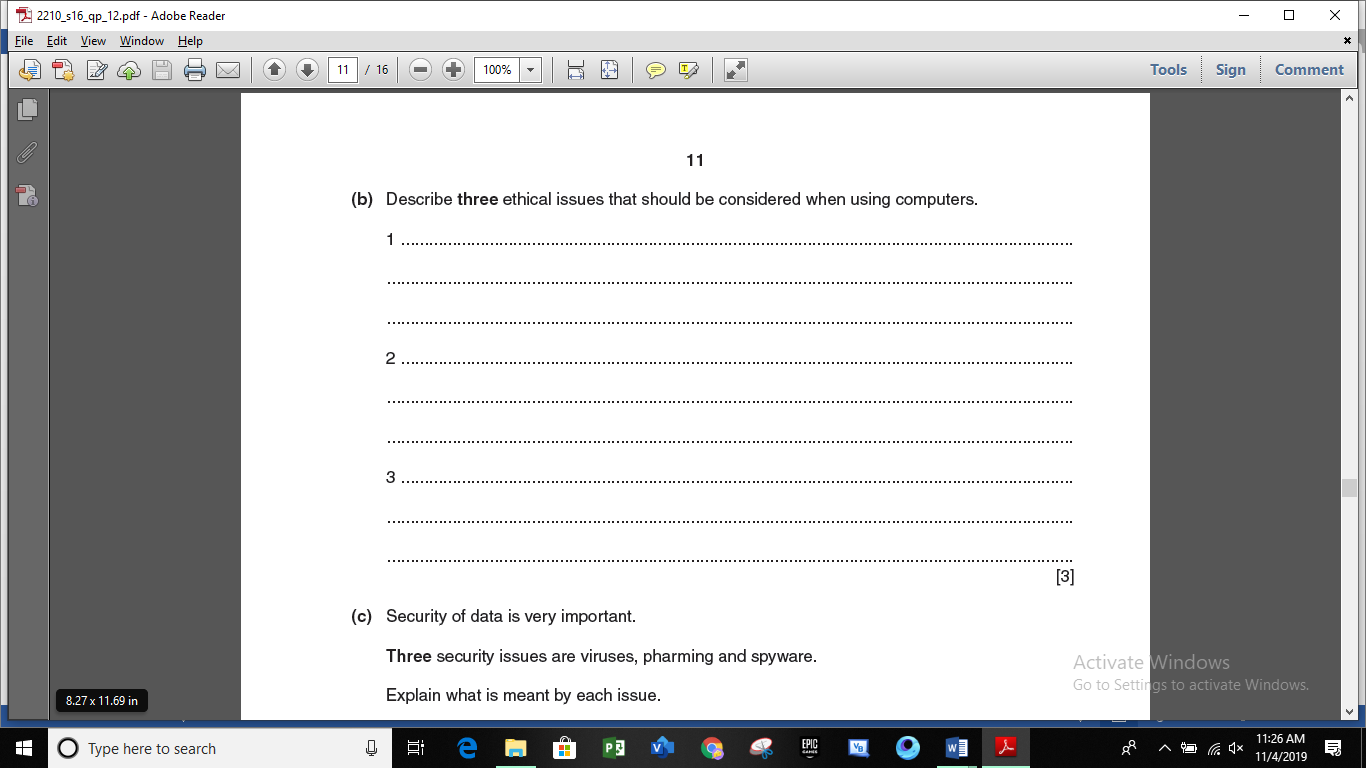 2210_s16_qp_12.pdf - Adobe Reader
File Edit View Window Help
11 / 16 100% Tools Sign Comment
11
(b) Describe three ethical issues that should be considered when using computers.
1 ................................................................................................................................................
................................................................................................................................................
................................................................................................................................................
2 ................................................................................................................................................
................................................................................................................................................
................................................................................................................................................
3 ................................................................................................................................................
................................................................................................................................................
................................................................................................................................................
[3]
(c) Security of data is very important.
Three security issues are viruses, pharming and spyware.
Explain what is meant by each issue.
Activate Windows
Go to Settings to activate Windows.
8.27 x 11.69 in
Type here to search
EPIC GAMES
11:26 AM
11/4/2019